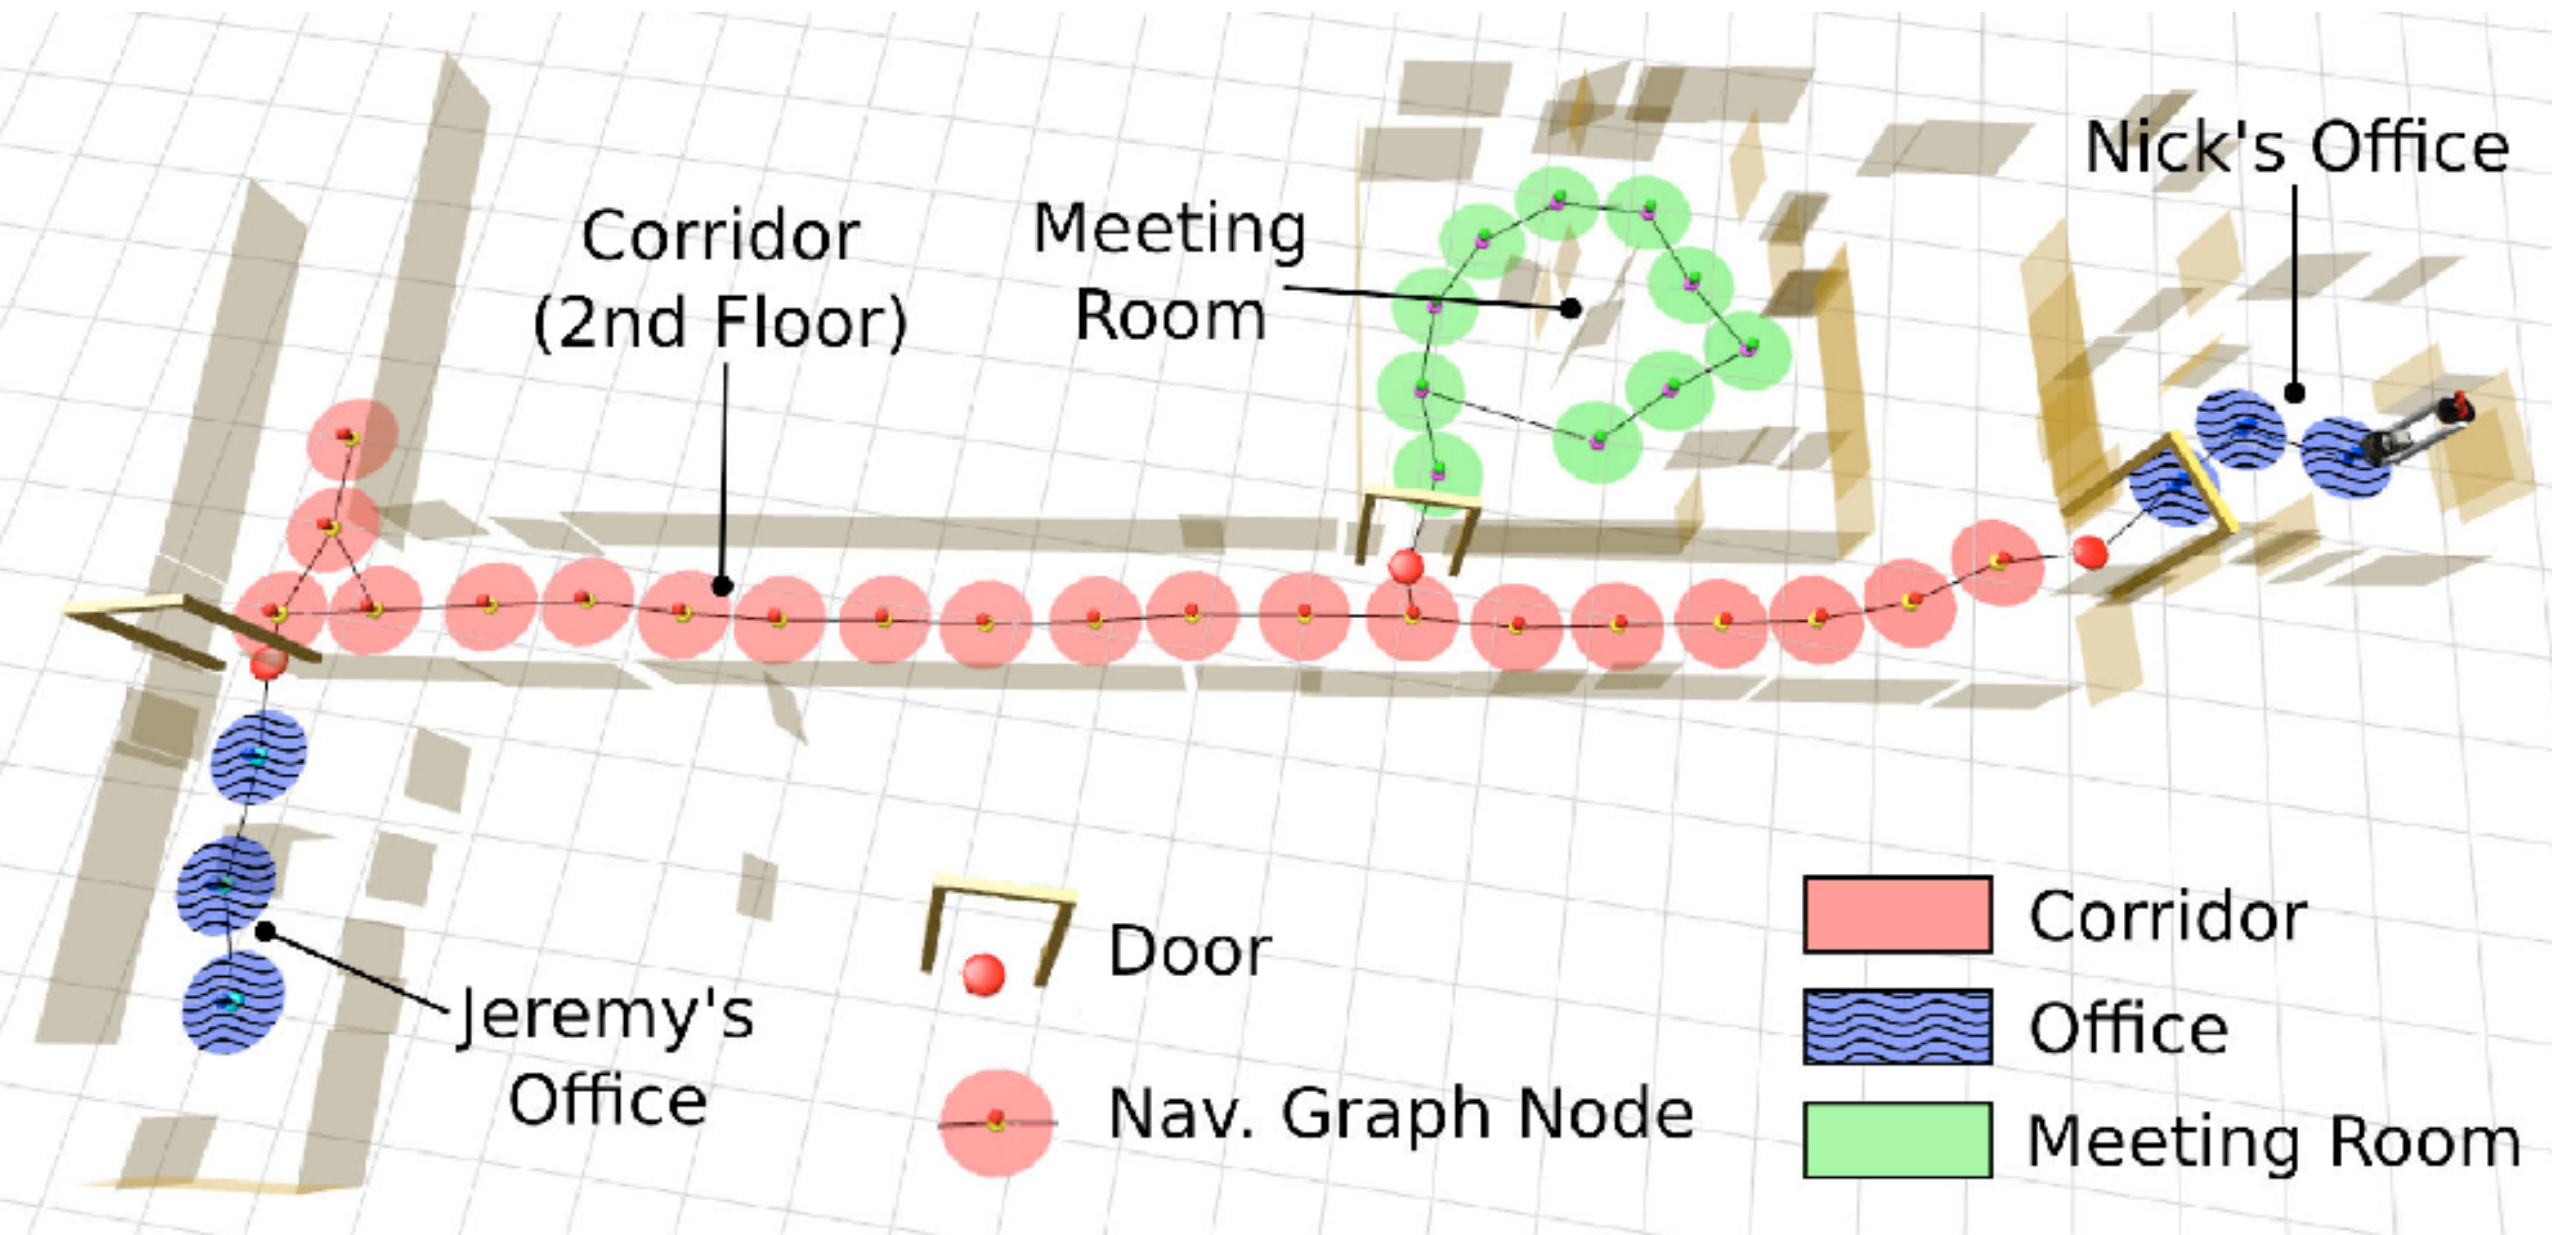 Corridor
(2nd Floor)
Meeting
Room
Nick's Office
Jeremy's
Office
Door
Nav. Graph Node
Corridor
Office
Meeting Room